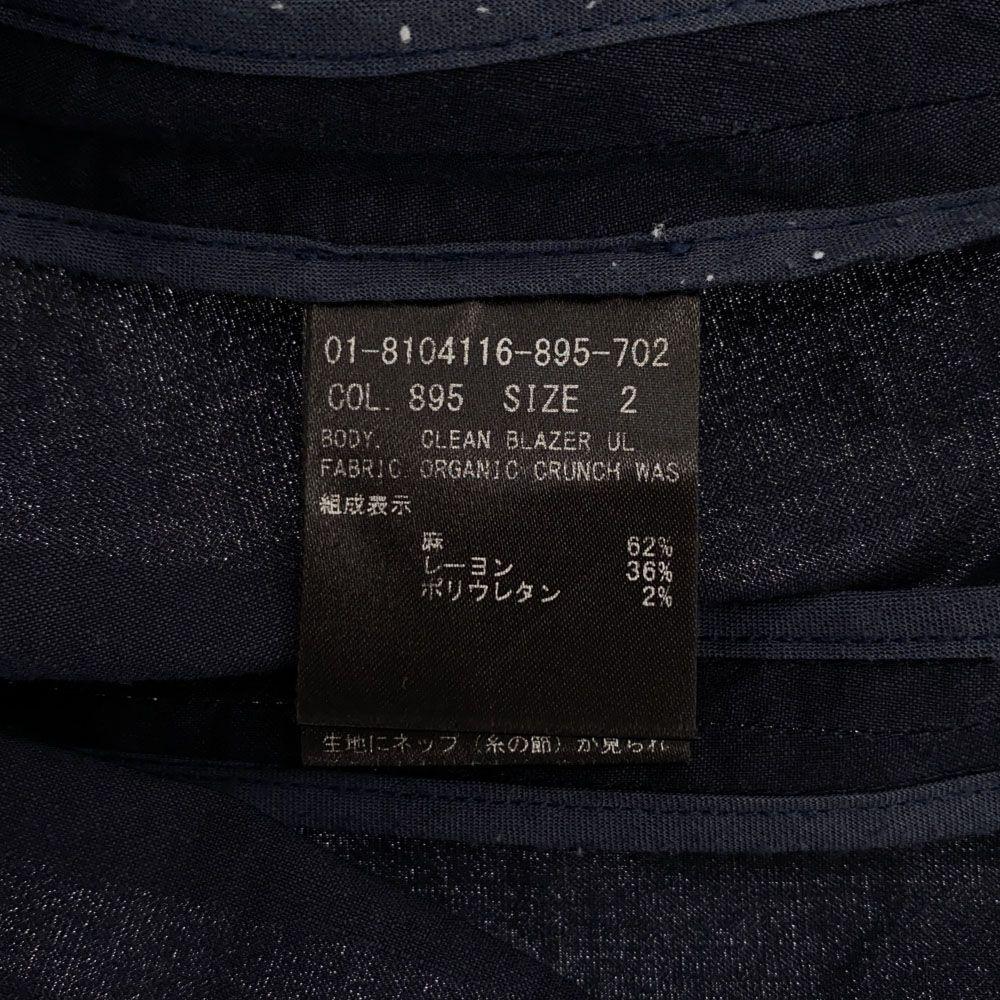 01-8104116-895-702
COL. 895 SIZE 2
BODY. CLEAN BLAZER UL
FABRIC. ORGANIC CRUNCH WAS
組成表示
麻 62%
レーヨン 36%
ポリウレタン 2%
生地にネップ（糸の節）が見られ